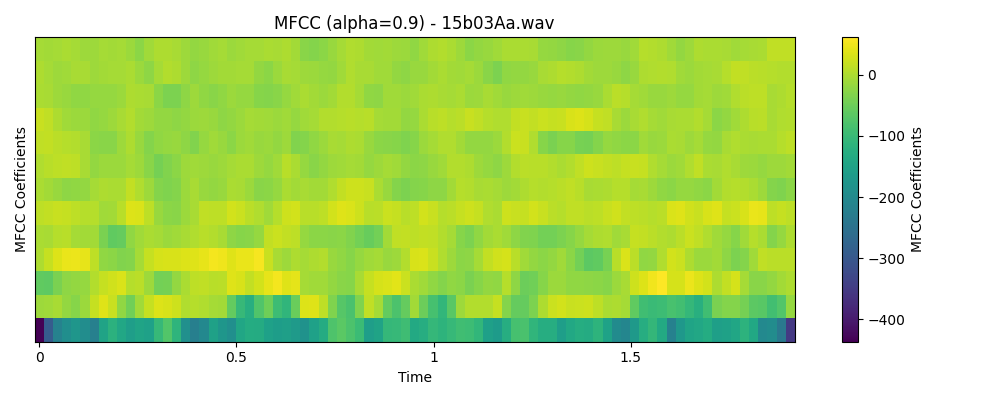 MFCC (alpha=0.9) - 15b03Aa.wav
MFCC Coefficients
0
0.5
1
1.5
Time
0
−100
−200
−300
−400
MFCC Coefficients